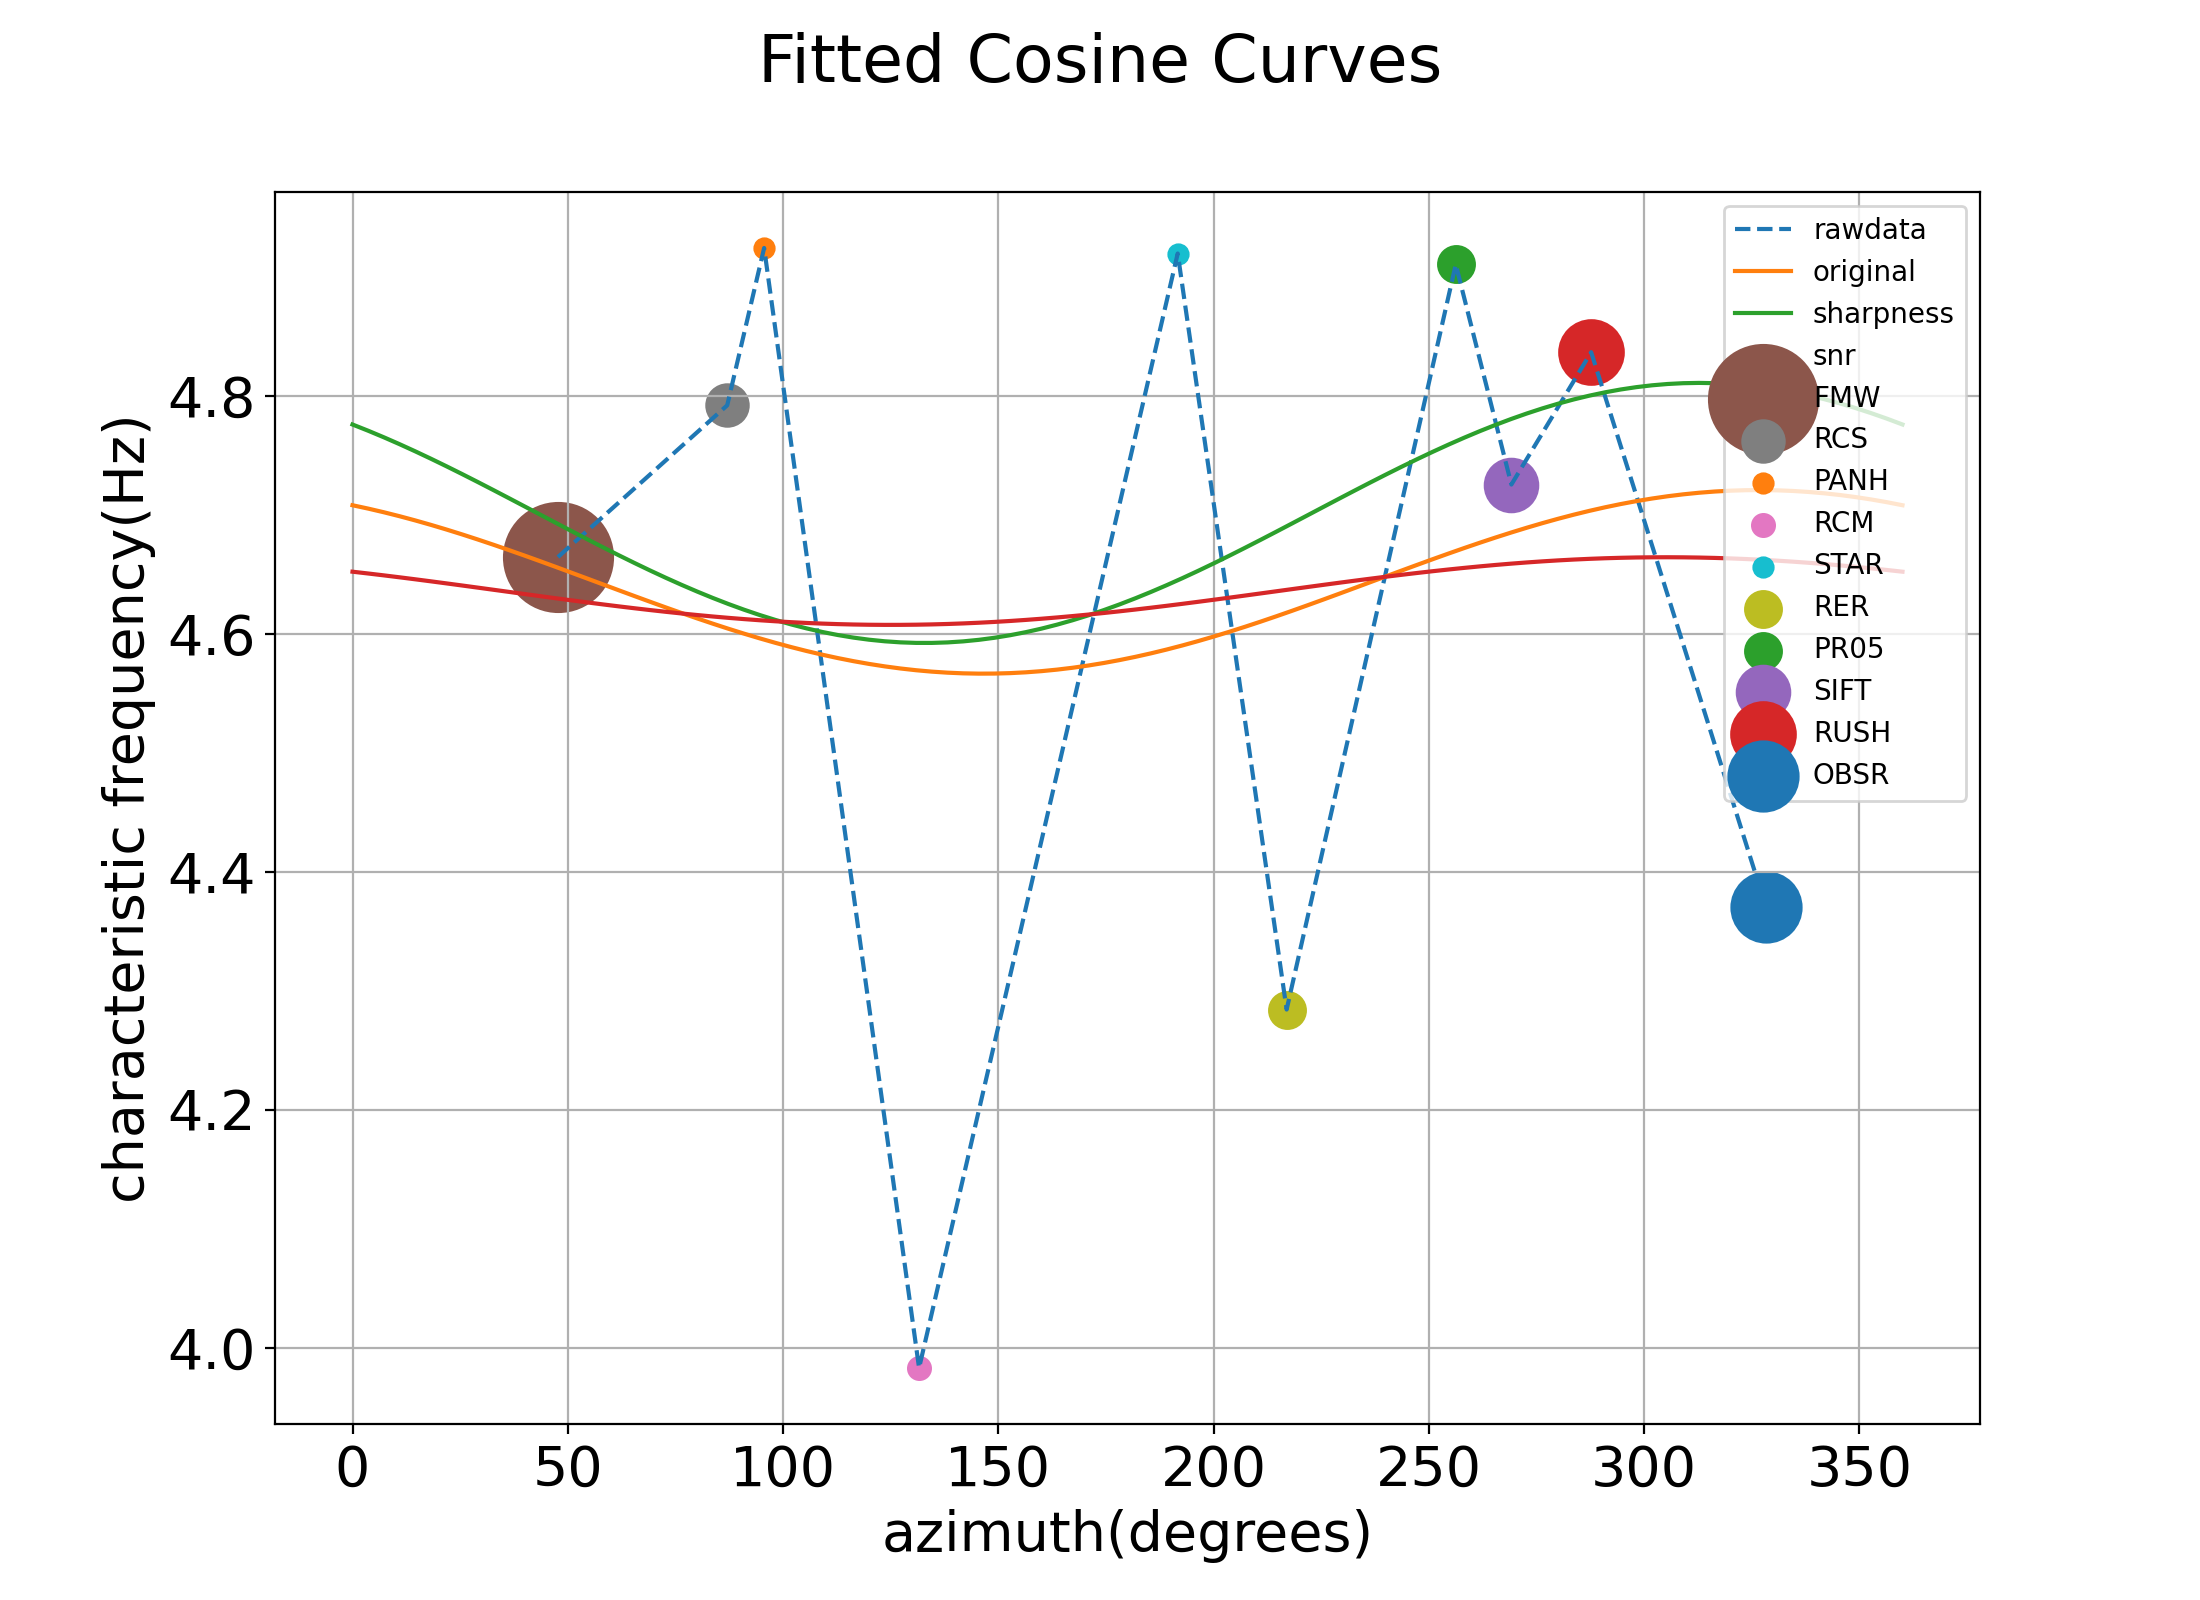 Fitted Cosine Curves
characteristic frequency(Hz)
4.8
4.6
4.4
4.2
4.0
rawdata
original
sharpness
snr
FMW
RCS
PANH
RCM
STAR
RER
PR05
SIFT
RUSH
OBSR
0 50 100 150 200 250 300 350
azimuth(degrees)